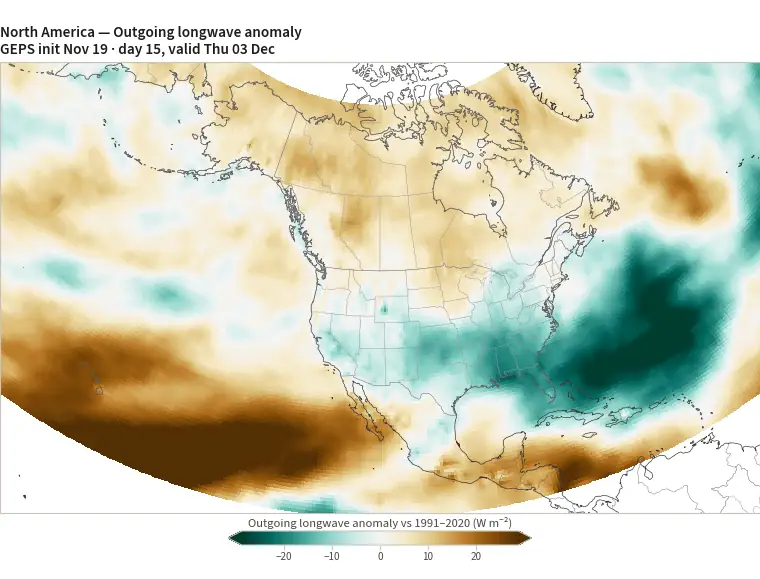 North America — Outgoing longwave anomaly
GEPS init Nov 19 · day 15, valid Thu 03 Dec
Outgoing longwave anomaly vs 1991–2020 (W m⁻²)
−20 −10 0 10 20